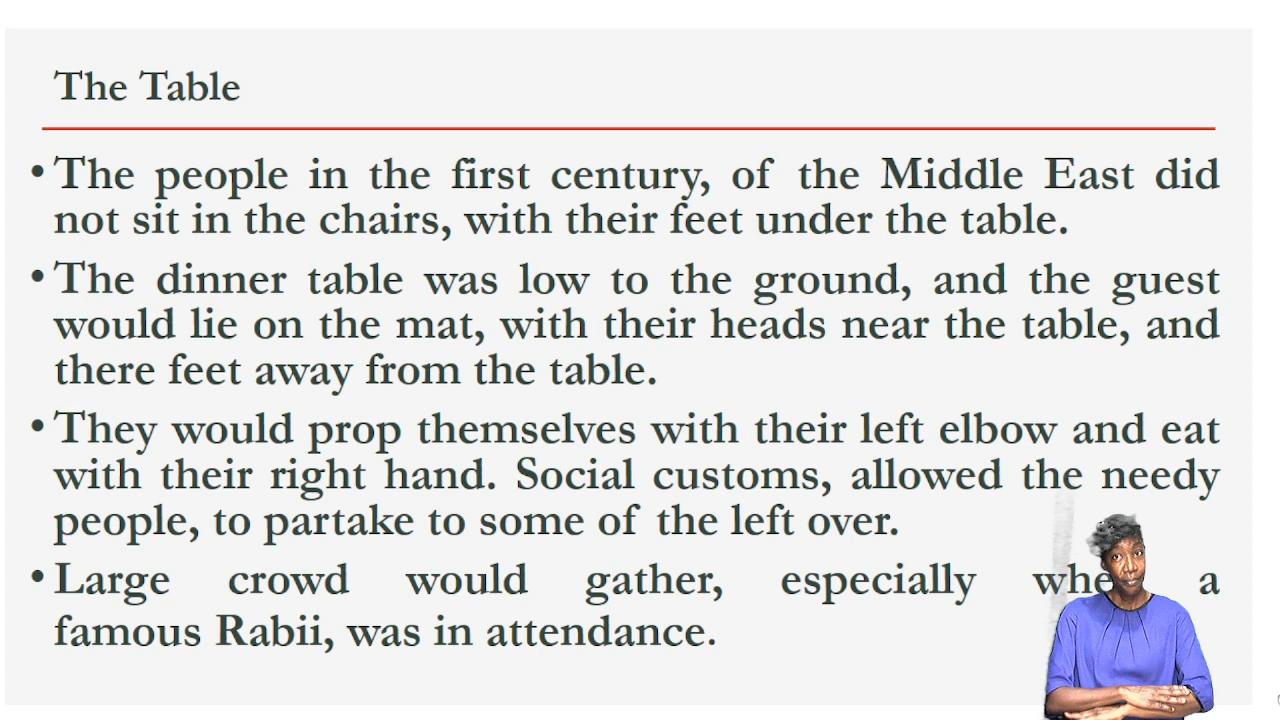 The Table
• The people in the first century, of the Middle East did
not sit in the chairs, with their feet under the table.
• The dinner table was low to the ground, and the guest
would lie on the mat, with their heads near the table, and
there feet away from the table.
• They would prop themselves with their left elbow and eat
with their right hand. Social customs, allowed the needy
people, to partake to some of the left over.
• Large crowd would gather, especially a
famous Rabii, was in attendance.